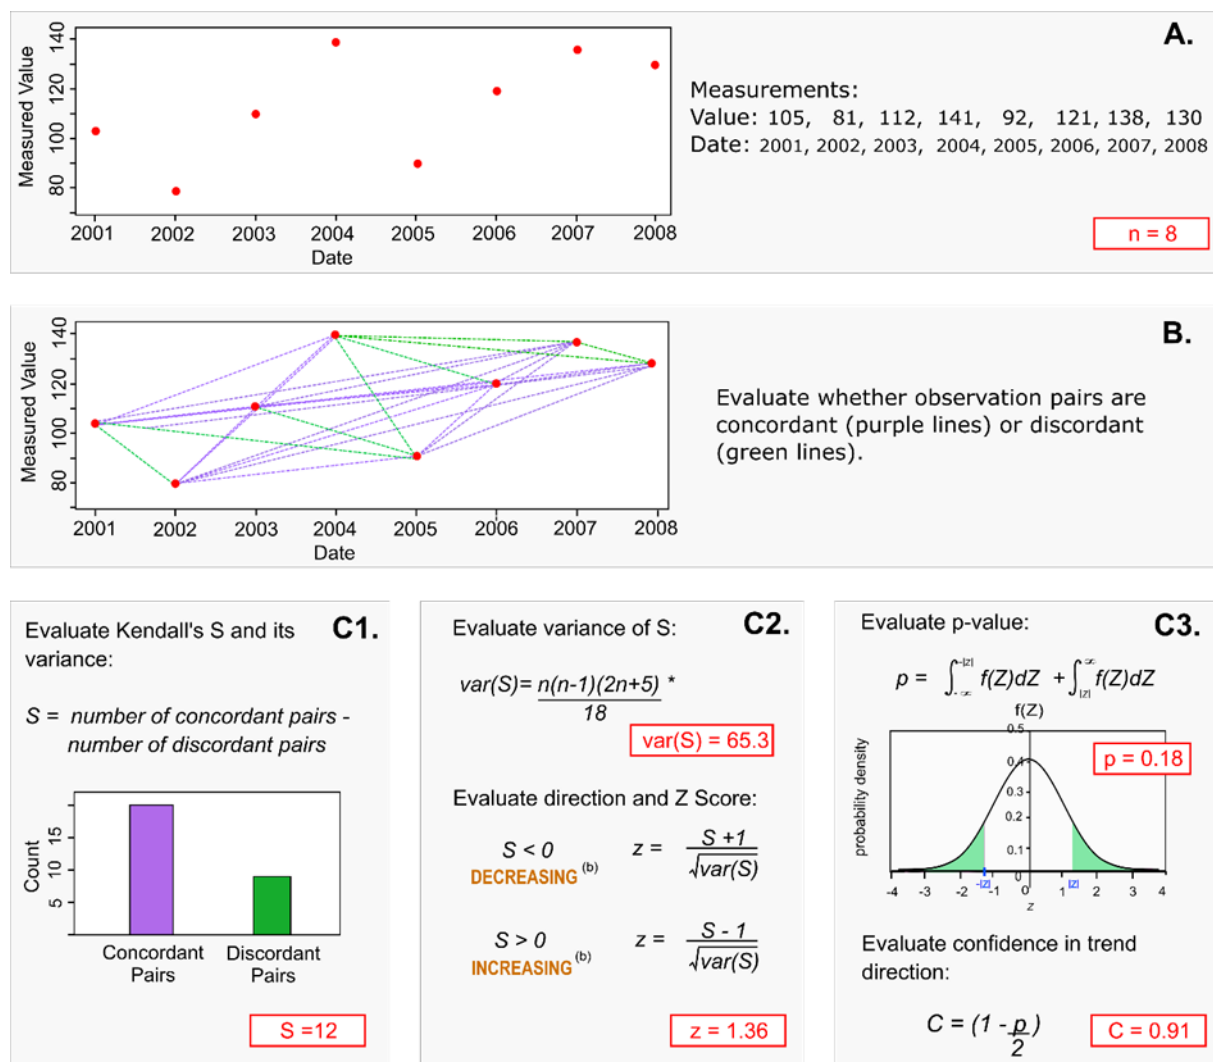 A.
140
120
100
80
Measured Value
2001 2002 2003 2004 2005 2006 2007 2008
Date
Measurements:
Value: 105, 81, 112, 141, 92, 121, 138, 130
Date: 2001, 2002, 2003, 2004, 2005, 2006, 2007, 2008
n = 8
B.
140
120
100
80
Measured Value
2001 2002 2003 2004 2005 2006 2007 2008
Date
Evaluate whether observation pairs are
concordant (purple lines) or discordant
(green lines).
C1.
Evaluate Kendall's S and its
variance:
S = number of concordant pairs -
number of discordant pairs
Count
15
10
5
Concordant Pairs
Discordant Pairs
S =12
C2.
Evaluate variance of S:
var(S)= n(n-1)(2n+5) *
18
var(S) = 65.3
Evaluate direction and Z Score:
S < 0
DECREASING (b)
z = S +1
√var(S)
S > 0
INCREASING (b)
z = S - 1
√var(S)
z = 1.36
C3.
Evaluate p-value:
p = ∫-∞ -|z| f(Z)dZ + ∫|z| ∞ f(Z)dZ
f(Z)
0.5
0.4
0.3
0.2
0.1
0
probability density
p = 0.18
-4 -3 -2 -|Z| -1 0 1 |Z| 2 3 4
z
Evaluate confidence in trend
direction:
C = (1 - p)
2
C = 0.91